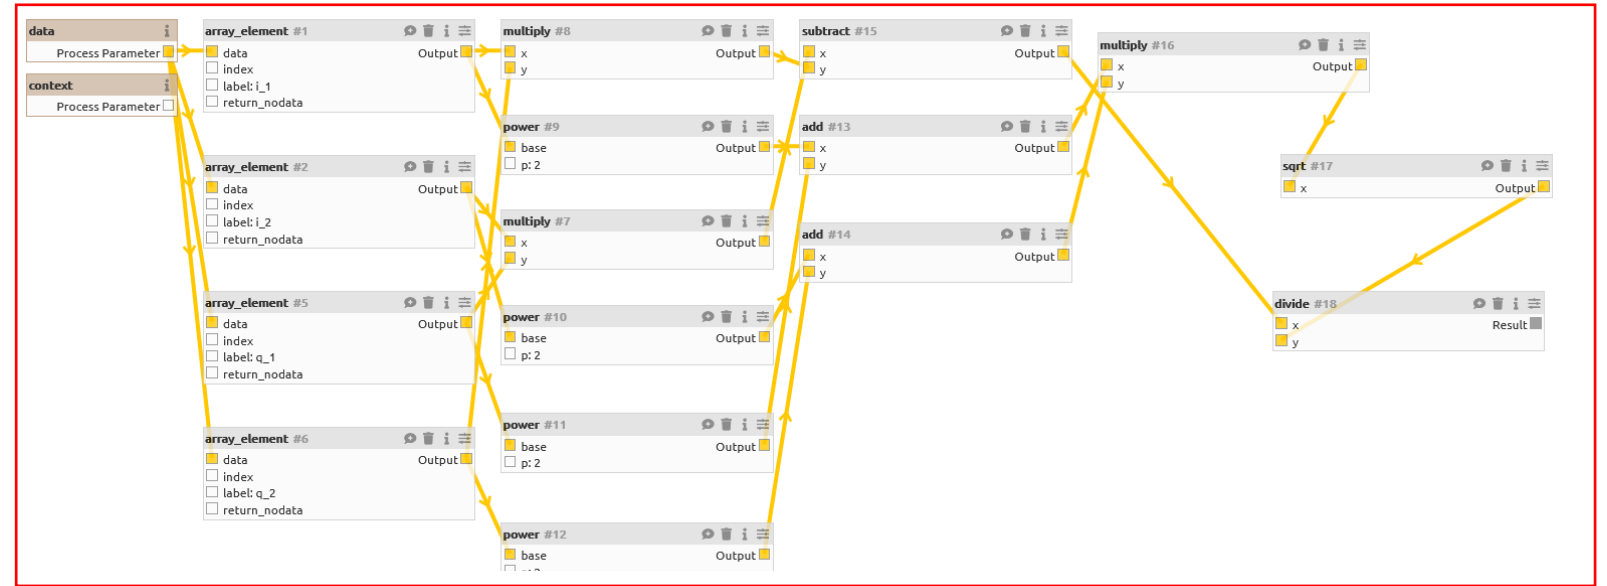 data
Process Parameter
context
Process Parameter
array_element #1
data Output
index
label: i_1
return_nodata
array_element #2
data Output
index
label: i_2
return_nodata
array_element #5
data Output
index
label: q_1
return_nodata
array_element #6
data Output
index
label: q_2
return_nodata
multiply #8
x Output
y
power #9
base Output
p: 2
multiply #7
x Output
y
power #10
base Output
p: 2
power #11
base Output
p: 2
power #12
base Output
subtract #15
x Output
y
add #13
x Output
y
add #14
x Output
y
multiply #16
x Output
y
sqrt #17
x Output
divide #18
x Result
y